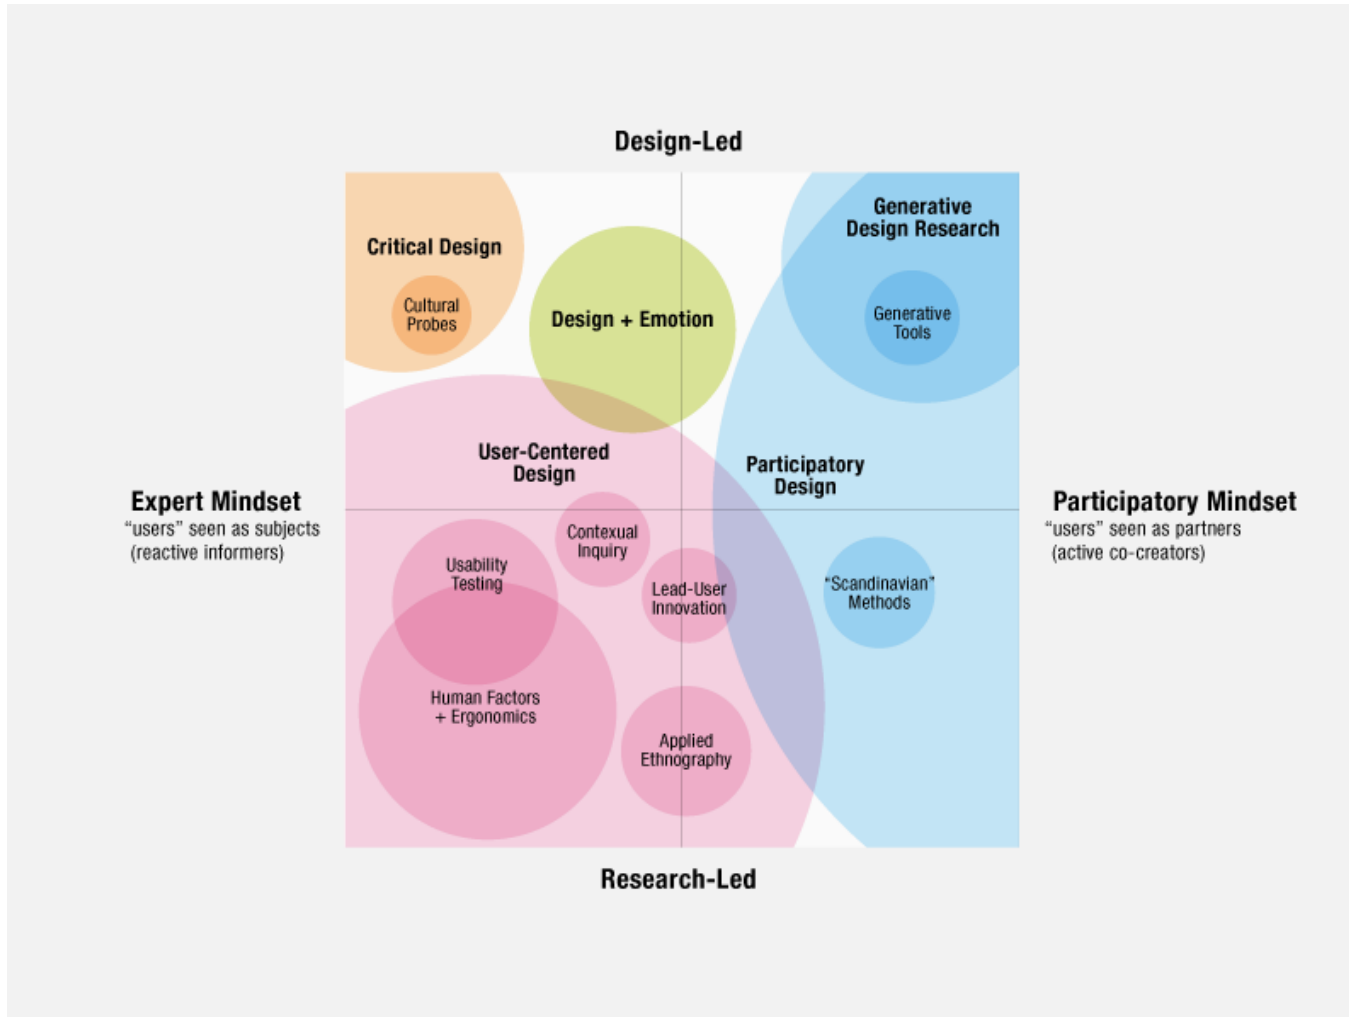 Design-Led
Generative
Design Research
Critical Design
Cultural
Probes
Design + Emotion
Generative
Tools
User-Centered
Design
Participatory
Design
Expert Mindset
“users” seen as subjects
(reactive informers)
Participatory Mindset
“users” seen as partners
(active co-creators)
Contexual
Inquiry
Usability
Testing
Lead-User
Innovation
“Scandinavian”
Methods
Human Factors
+ Ergonomics
Applied
Ethnography
Research-Led